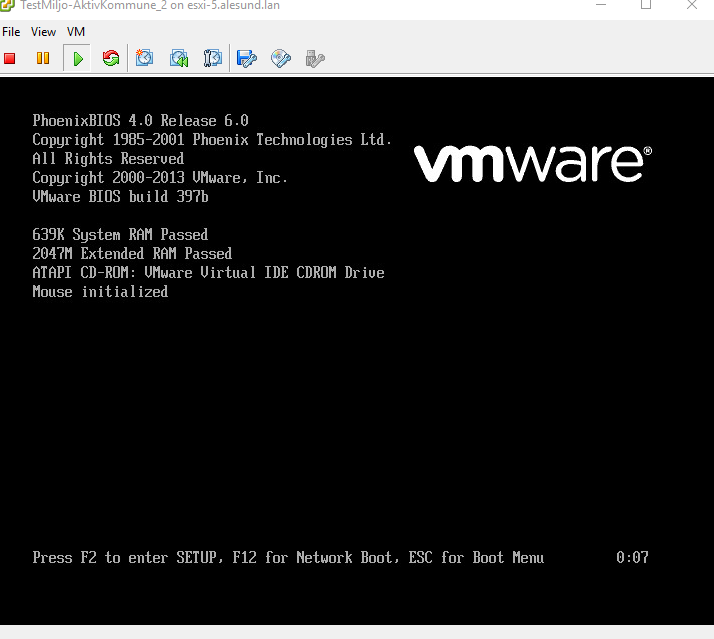 TestMiljo-AktivKommune_2 on esxi-5.alesund.lan
File View VM
PhoenixBIOS 4.0 Release 6.0
Copyright 1985-2001 Phoenix Technologies Ltd.
All Rights Reserved
Copyright 2000-2013 VMware, Inc.
VMware BIOS build 397b
vmware®
639K System RAM Passed
2047M Extended RAM Passed
ATAPI CD-ROM: VMware Virtual IDE CDROM Drive
Mouse initialized
Press F2 to enter SETUP, F12 for Network Boot, ESC for Boot Menu 0:07